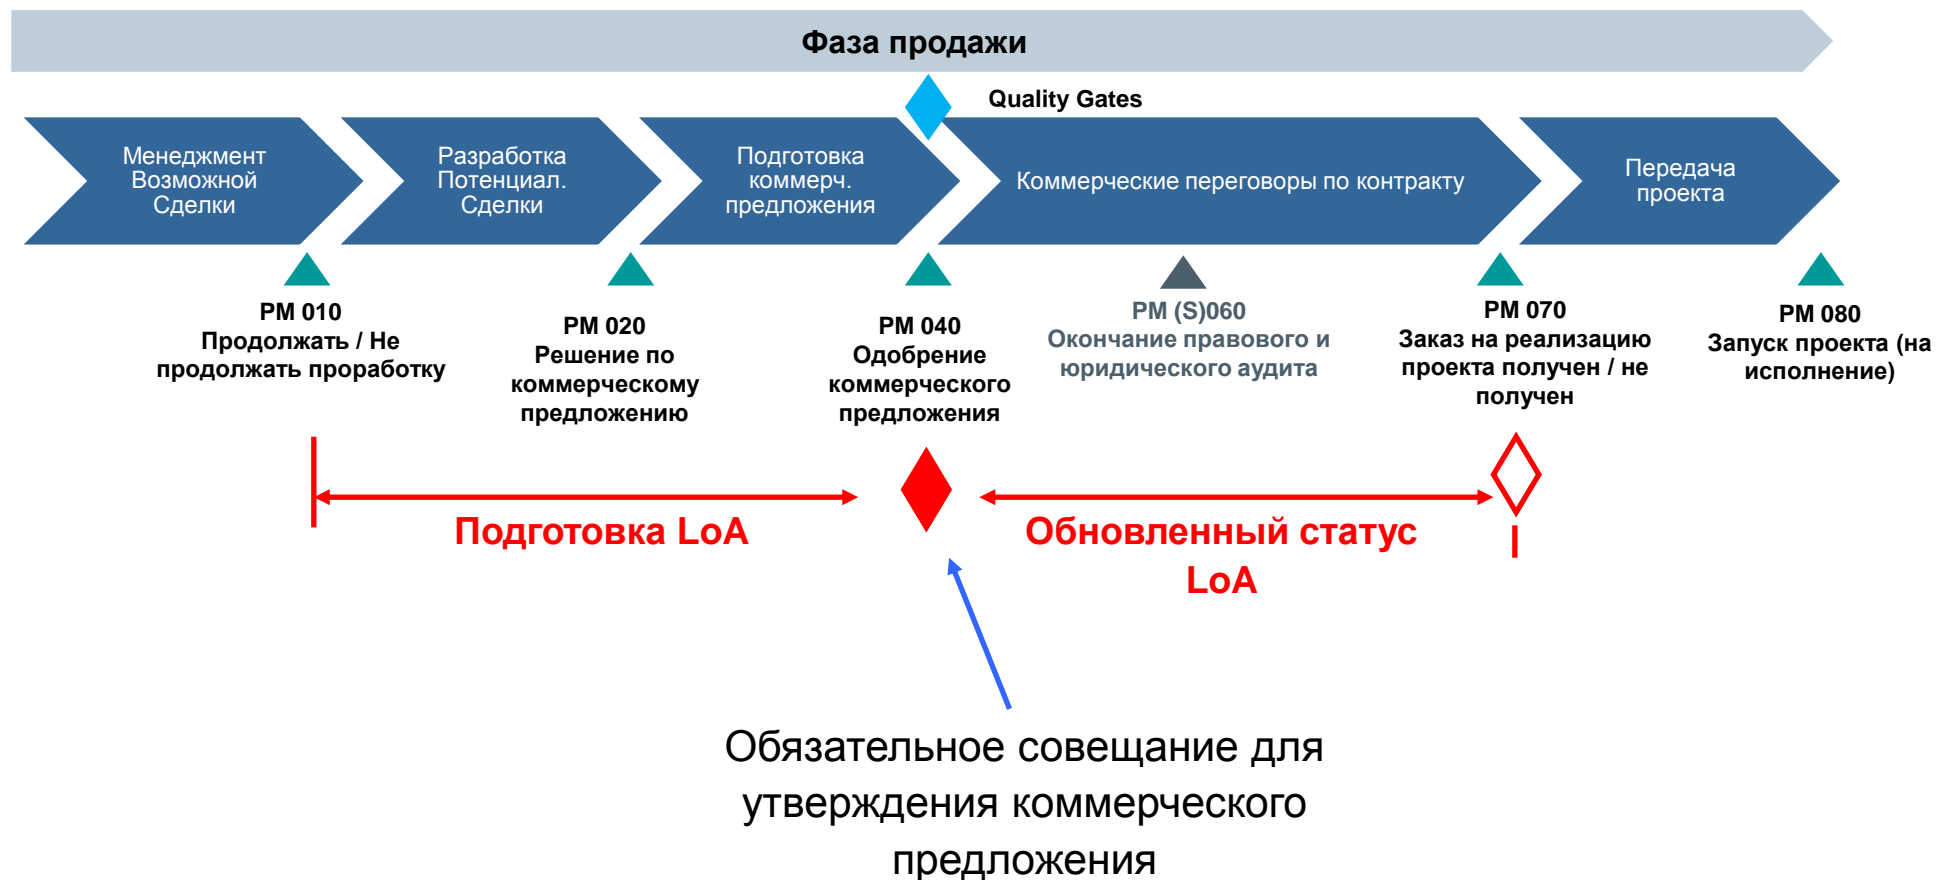 Фаза продажи
Quality Gates
Менеджмент
Возможной
Сделки
Разработка
Потенциал.
Сделки
Подготовка
коммерч.
предложения
Коммерческие переговоры по контракту
Передача
проекта
PM 010
Продолжать / Не
продолжать проработку
PM 020
Решение по
коммерческому
предложению
PM 040
Одобрение
коммерческого
предложения
PM (S)060
Окончание правового и
юридического аудита
PM 070
Заказ на реализацию
проекта получен / не
получен
PM 080
Запуск проекта (на
исполнение)
Подготовка LoA
Обновленный статус
LoA
Обязательное совещание для
утверждения коммерческого
предложения